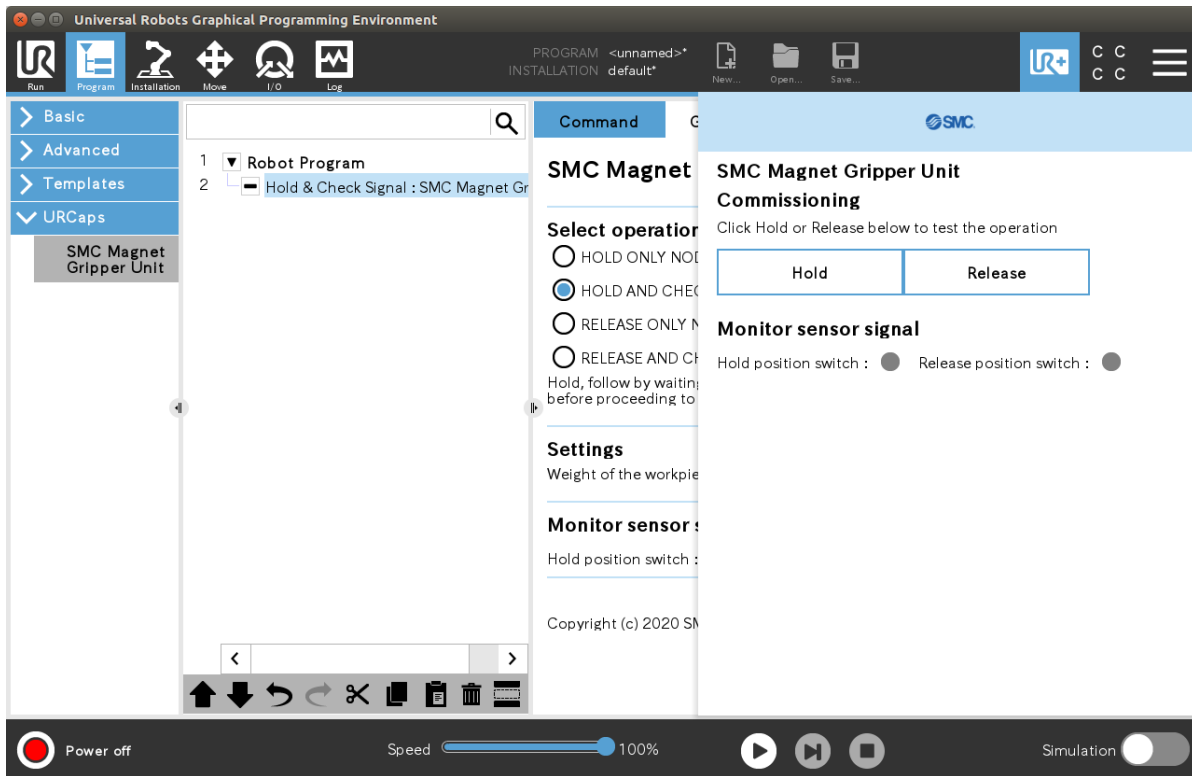 Universal Robots Graphical Programming Environment
PROGRAM <unnamed>*
INSTALLATION default*
Run
Program
Installation
Move
I/O
Log
New...
Open...
Save...
UR+
C C
C C
Basic
Advanced
Templates
URCaps
SMC Magnet
Gripper Unit
1 Robot Program
2 Hold & Check Signal : SMC Magnet Gr
Command G
SMC Magnet
Select operation
HOLD ONLY NOD
HOLD AND CHEC
RELEASE ONLY N
RELEASE AND CH
Hold, follow by waiting
before proceeding to
Settings
Weight of the workpie
Monitor sensor s
Hold position switch :
Copyright (c) 2020 SM
SMC
SMC Magnet Gripper Unit
Commissioning
Click Hold or Release below to test the operation
Hold
Release
Monitor sensor signal
Hold position switch :
Release position switch :
Power off
Speed
100%
Simulation